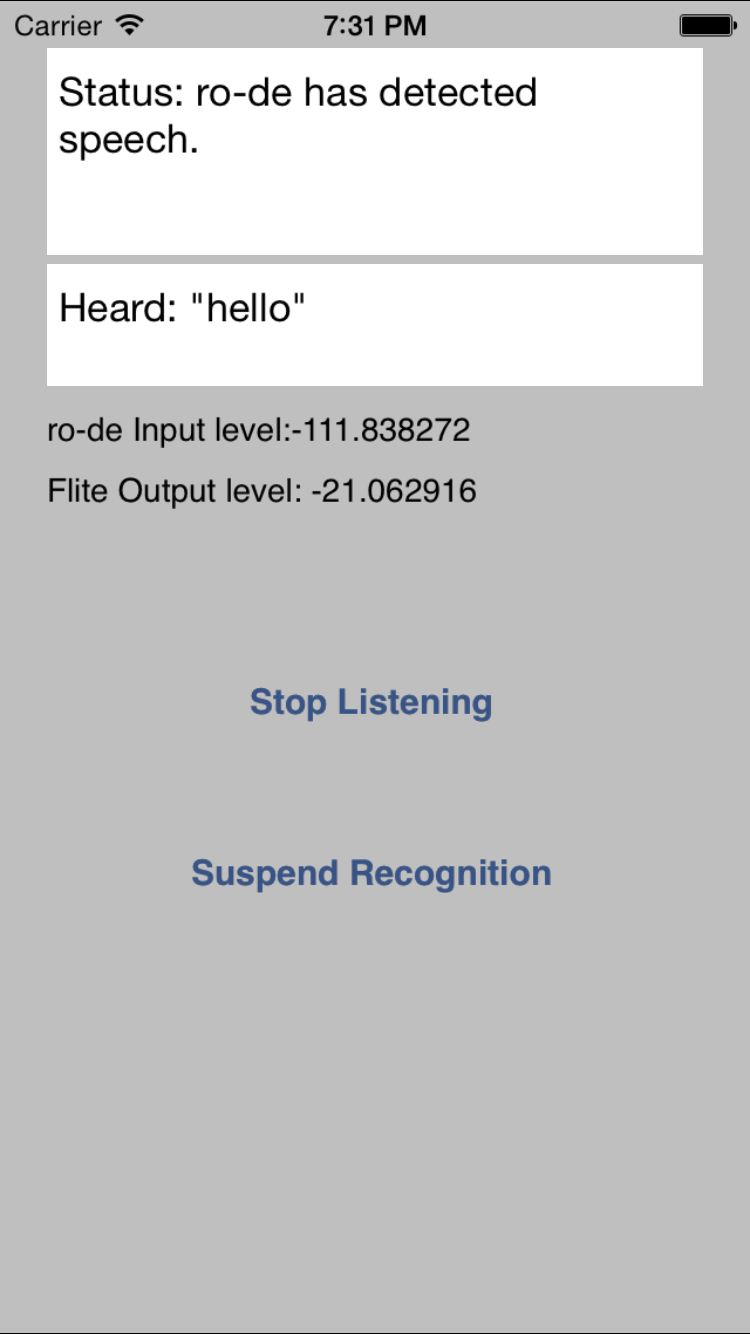 Carrier 7:31 PM
Status: ro-de has detected
speech.
Heard: "hello"
ro-de Input level:-111.838272
Flite Output level: -21.062916
Stop Listening
Suspend Recognition